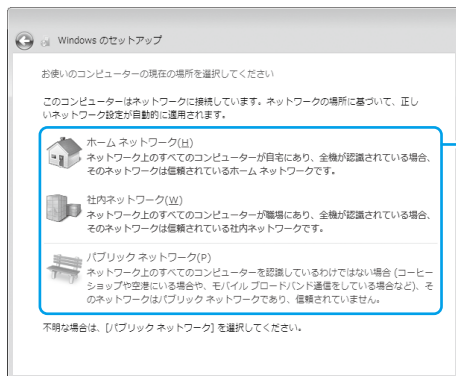 Windows のセットアップ
お使いのコンピューターの現在の場所を選択してください
このコンピューターはネットワークに接続しています。ネットワークの場所に基づいて、正し
いネットワーク設定が自動的に適用されます。
ホーム ネットワーク(H)
ネットワーク上のすべてのコンピューターが自宅にあり、全機が認識されている場合、
そのネットワークは信頼されているホーム ネットワークです。
社内ネットワーク(W)
ネットワーク上のすべてのコンピューターが職場にあり、全機が認識されている場合、
そのネットワークは信頼されている社内ネットワークです。
パブリック ネットワーク(P)
ネットワーク上のすべてのコンピューターを認識しているわけではない場合 (コーヒー
ショップや空港にいる場合や、モバイル ブロードバンド通信をしている場合など)、そ
のネットワークはパブリック ネットワークであり、信頼されていません。
不明な場合は、[パブリック ネットワーク] を選択してください。